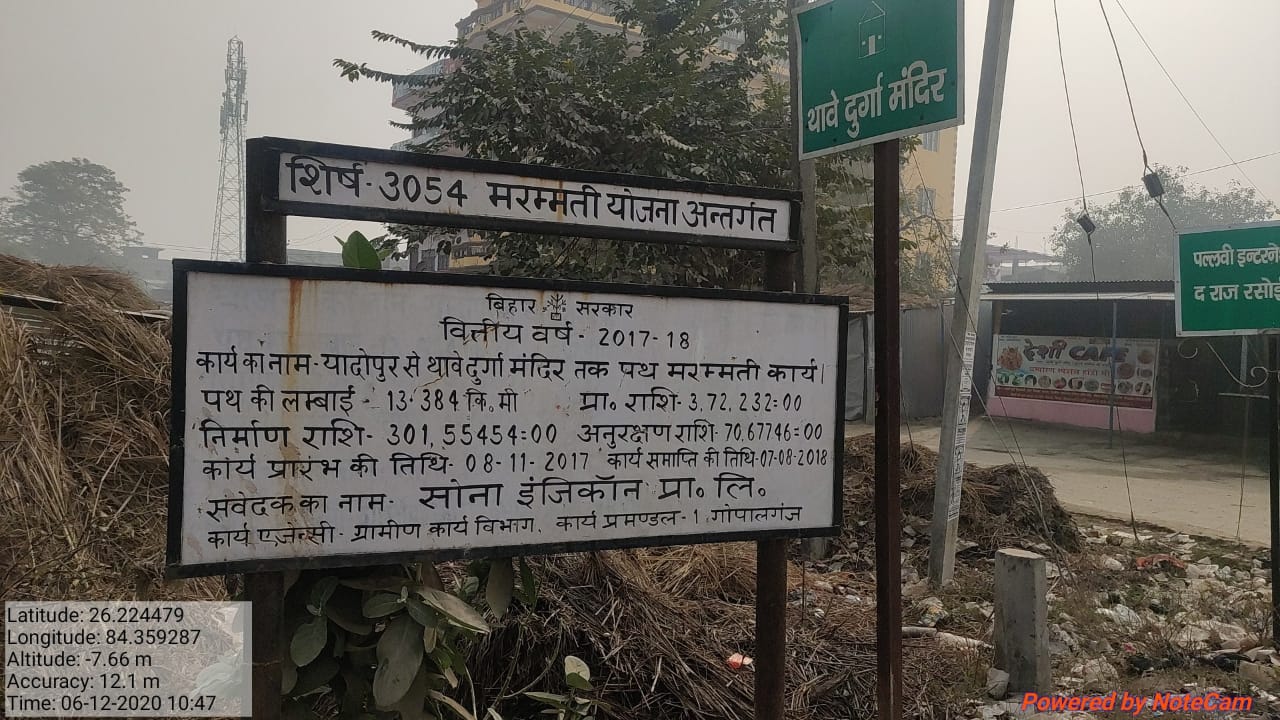 थावे दुर्गा मंदिर
शिर्ष - 3054 मरम्मती योजना अन्तर्गत
बिहार सरकार
वित्तीय वर्ष - 2017-18
कार्य का नाम - यादोपुर से थावे दुर्गा मंदिर तक पथ मरम्मती कार्य।
पथ की लम्बाई - 13.384 कि.मी प्रा. राशि - 3,72,232=00
निर्माण राशि - 301,55454=00 अनुरक्षण राशि - 70,67746=00
कार्य प्रारंभ की तिथि - 08-11-2017 कार्य समाप्ति की तिथि - 07-08-2018
संवेदक का नाम - सोना इंजिकॉन प्रा. लि.
कार्य एजेन्सी - ग्रामीण कार्य विभाग, कार्य प्रमण्डल - 1, गोपालगंज
पल्लवी इन्टरने
द राज रसोइ
देशी CAFE
Latitude: 26.224479
Longitude: 84.359287
Altitude: -7.66 m
Accuracy: 12.1 m
Time: 06-12-2020 10:47
Powered by NoteCam